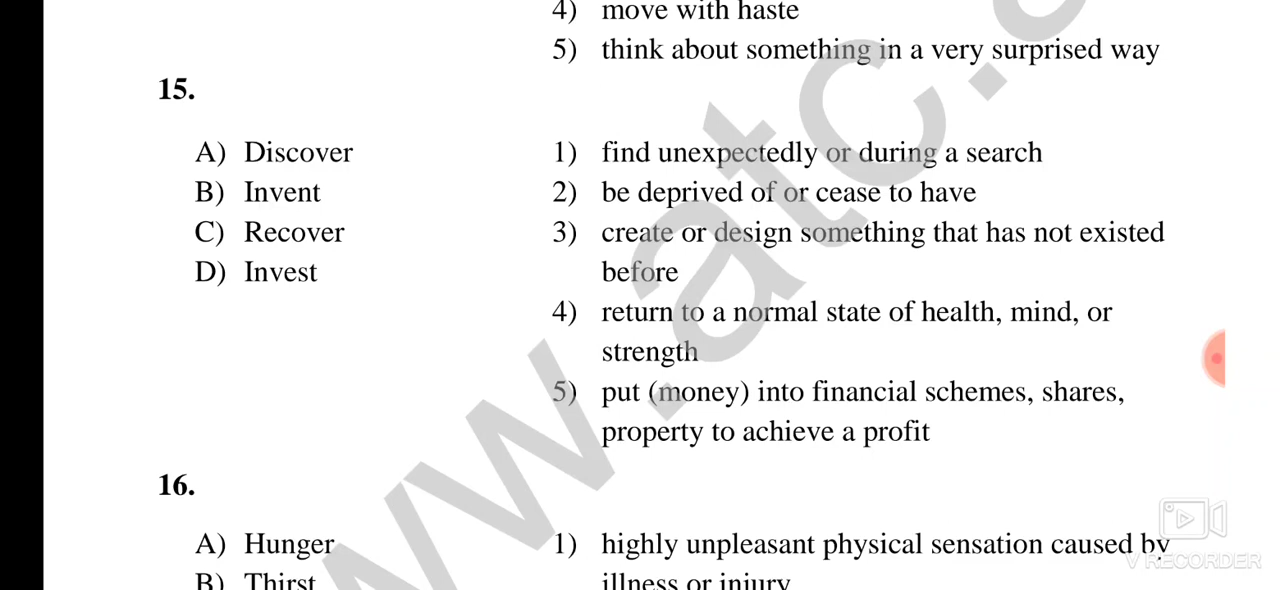 4) move with haste
5) think about something in a very surprised way
15.
A) Discover 1) find unexpectedly or during a search
B) Invent 2) be deprived of or cease to have
C) Recover 3) create or design something that has not existed
D) Invest before
4) return to a normal state of health, mind, or
strength
5) put (money) into financial schemes, shares,
property to achieve a profit
16.
A) Hunger 1) highly unpleasant physical sensation caused by
B) Thirst illness or injury
w.atc.
V RECORDER